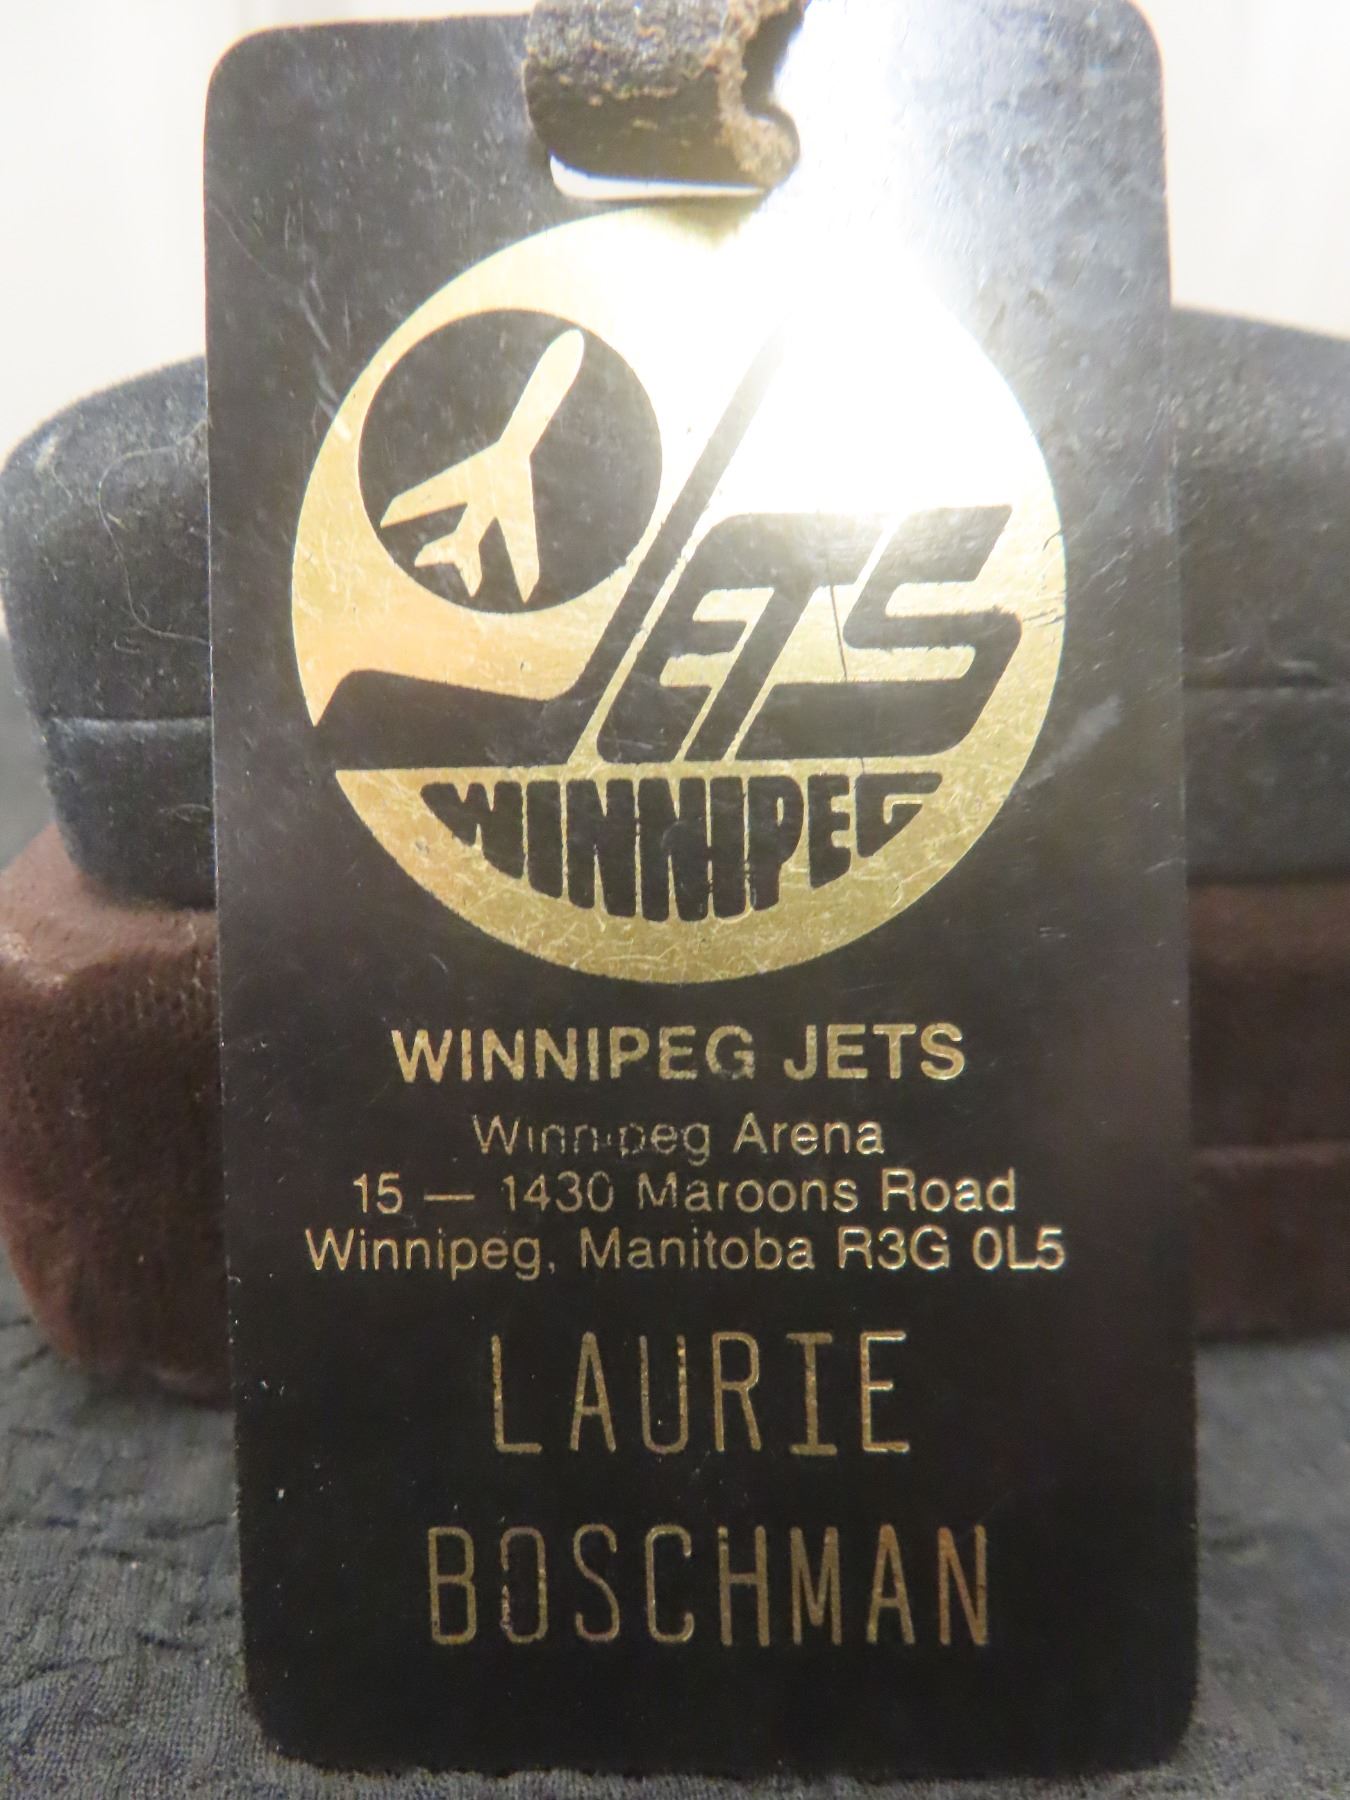 JETS
WINNIPEG
WINNIPEG JETS
Winnipeg Arena
15 — 1430 Maroons Road
Winnipeg, Manitoba R3G 0L5
LAURIE
BOSCHMAN